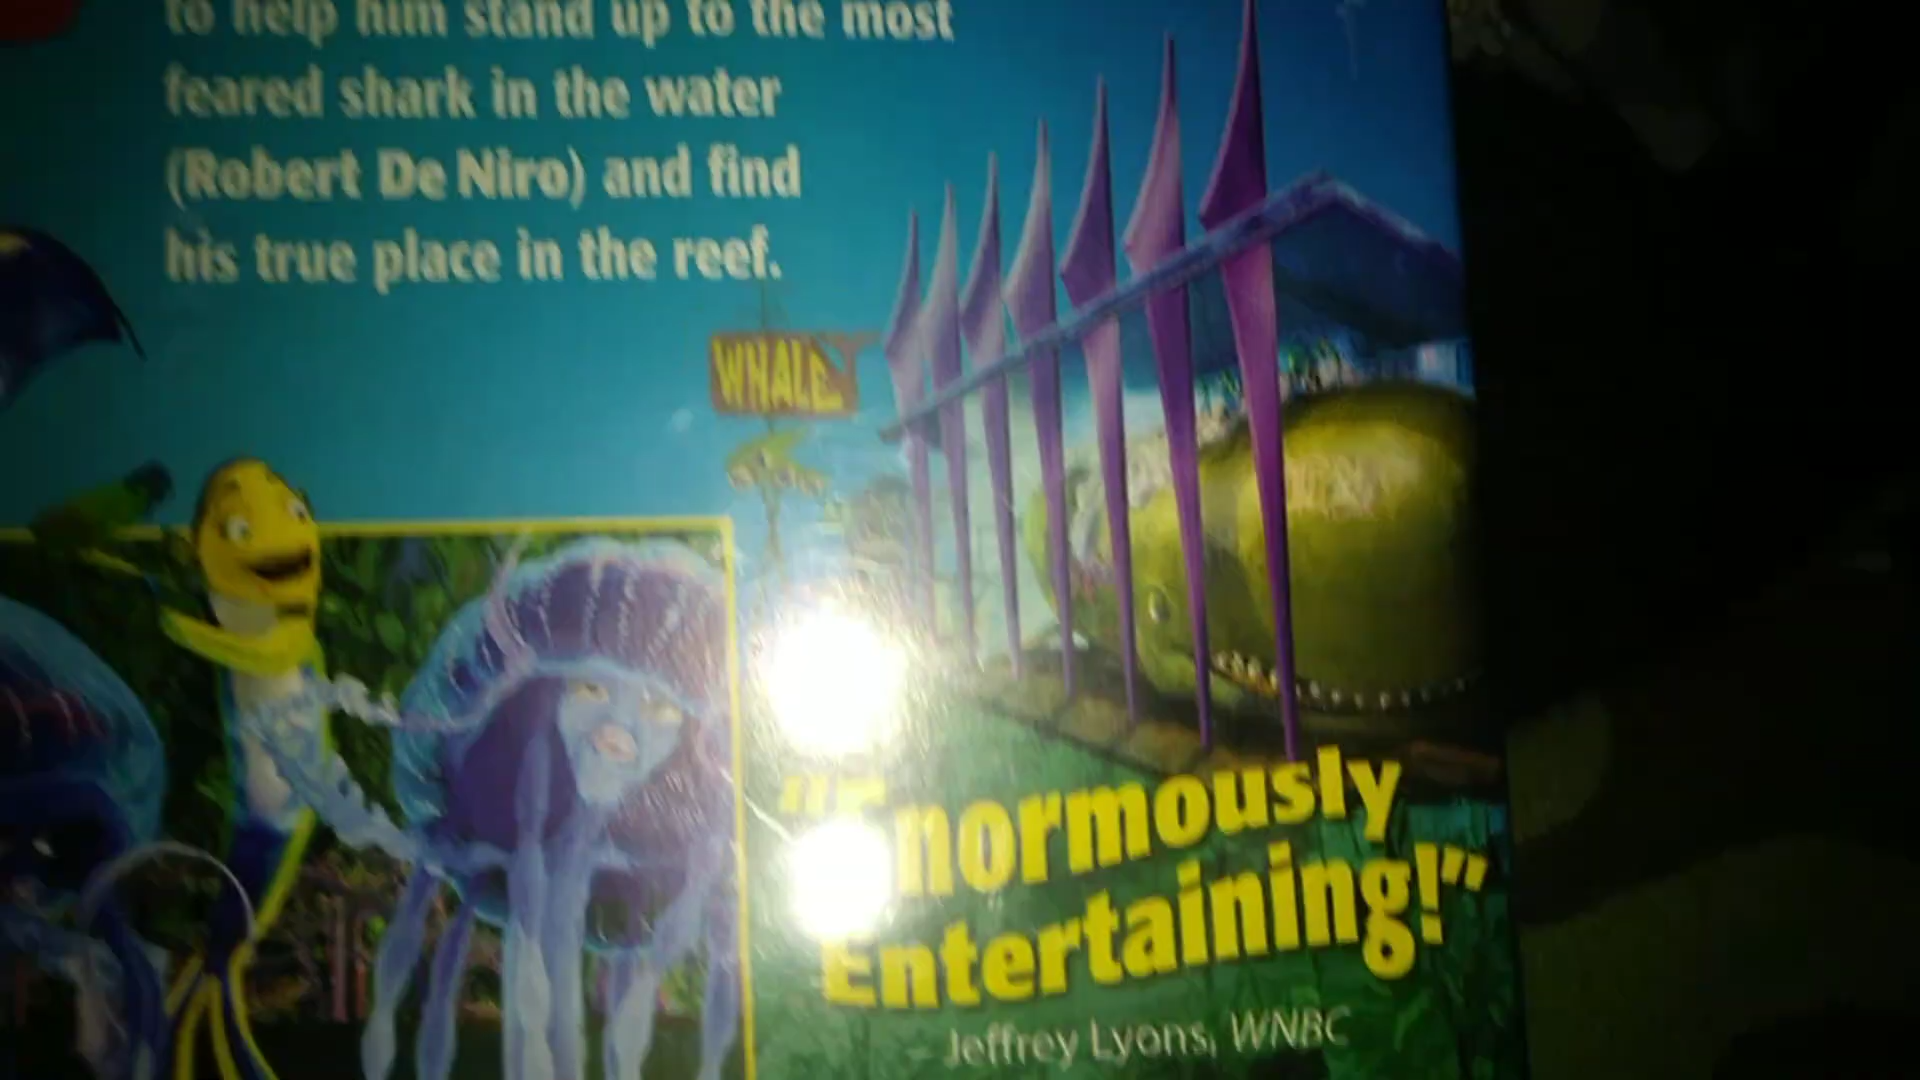 to help him stand up to the most
feared shark in the water
(Robert De Niro) and find
his true place in the reef.
WHALE
"Enormously
Entertaining!"
Jeffrey Lyons, WNBC